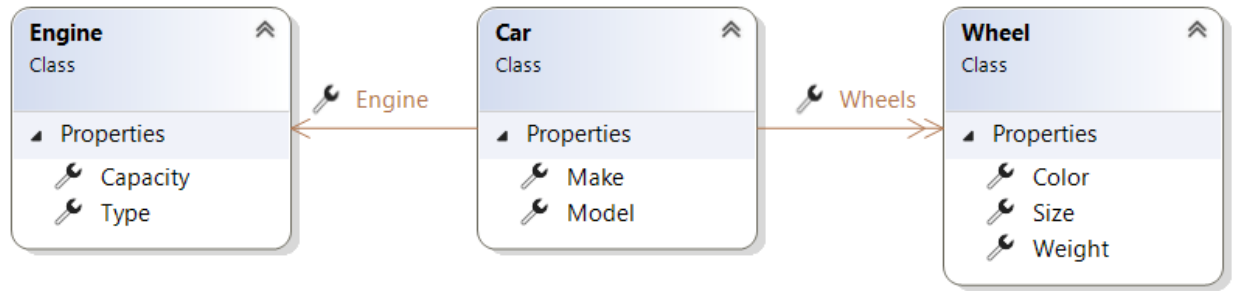 Engine
Class
Properties
Capacity
Type
Engine
Car
Class
Properties
Make
Model
Wheels
Wheel
Class
Properties
Color
Size
Weight